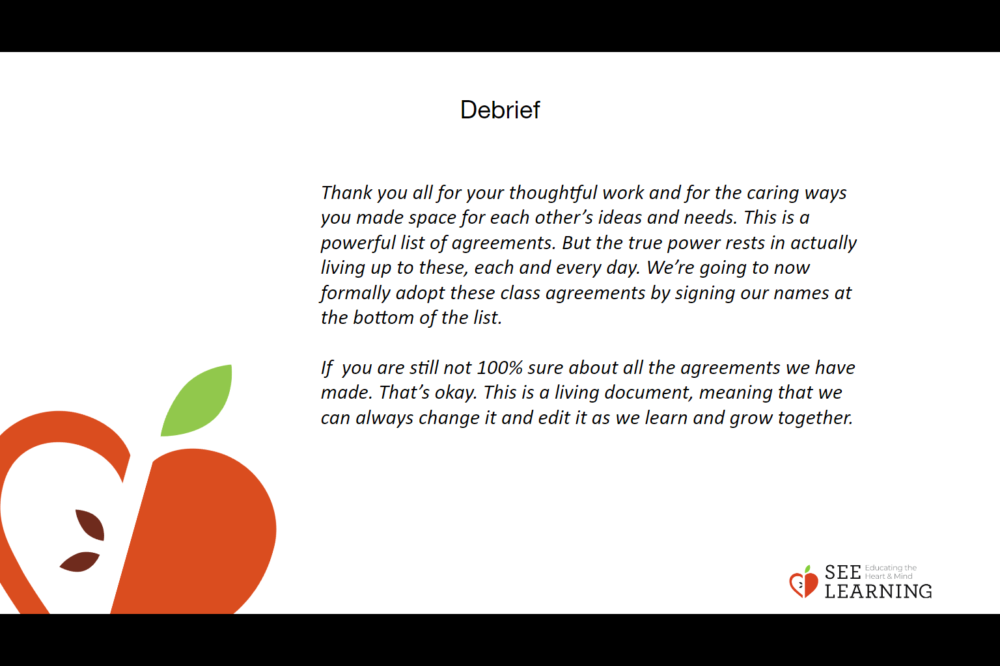 Debrief
Thank you all for your thoughtful work and for the caring ways
you made space for each other’s ideas and needs. This is a
powerful list of agreements. But the true power rests in actually
living up to these, each and every day. We’re going to now
formally adopt these class agreements by signing our names at
the bottom of the list.
If  you are still not 100% sure about all the agreements we have
made. That’s okay. This is a living document, meaning that we
can always change it and edit it as we learn and grow together.
SEE Educating the
Heart & Mind
LEARNING